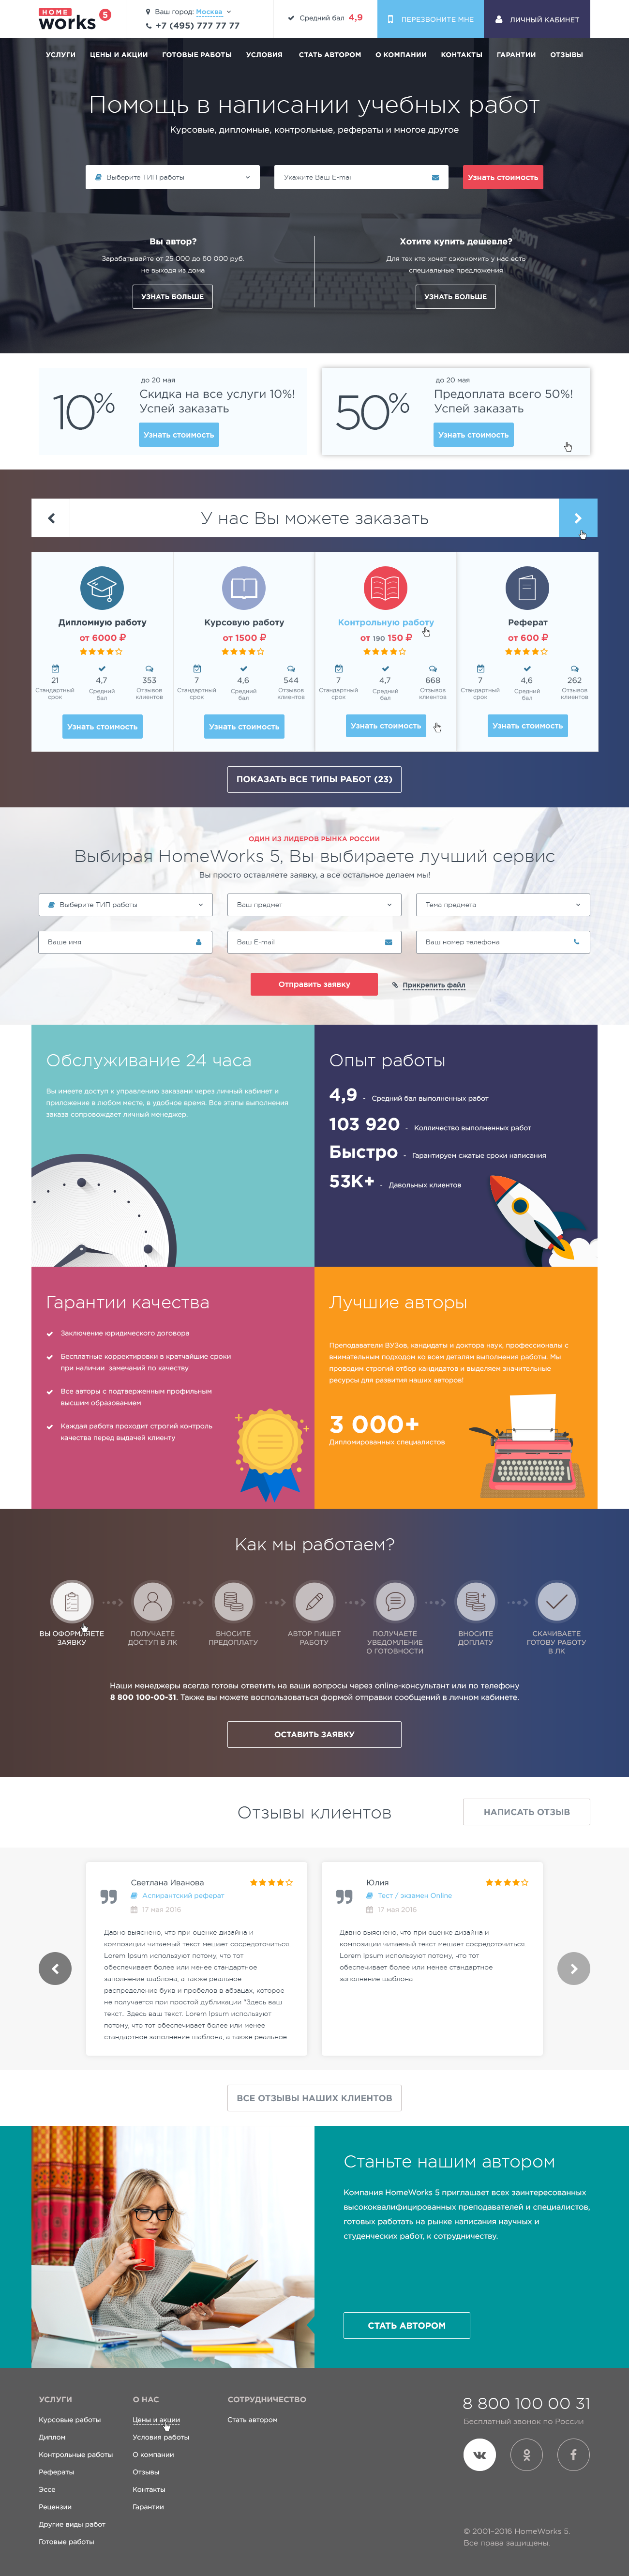 HOME
works 5
Ваш город: Москва
+7 (495) 777 77 77
Средний бал 4,9
ПЕРЕЗВОНИТЕ МНЕ
ЛИЧНЫЙ КАБИНЕТ
УСЛУГИ ЦЕНЫ И АКЦИИ ГОТОВЫЕ РАБОТЫ УСЛОВИЯ СТАТЬ АВТОРОМ О КОМПАНИИ КОНТАКТЫ ГАРАНТИИ ОТЗЫВЫ
Помощь в написании учебных работ
Курсовые, дипломные, контрольные, рефераты и многое другое
Выберите ТИП работы
Укажите Ваш E-mail
Узнать стоимость
Вы автор?
Зарабатывайте от 25 000 до 60 000 руб.
не выходя из дома
УЗНАТЬ БОЛЬШЕ
Хотите купить дешевле?
Для тех кто хочет сэкономить у нас есть
специальные предложения
УЗНАТЬ БОЛЬШЕ
10%
до 20 мая
Скидка на все услуги 10%!
Успей заказать
Узнать стоимость
50%
до 20 мая
Предоплата всего 50%!
Успей заказать
Узнать стоимость
У нас Вы можете заказать
Дипломную работу
от 6000 ₽
21 4,7 353
Стандартный срок Средний бал Отзывов клиентов
Узнать стоимость
Курсовую работу
от 1500 ₽
7 4,6 544
Стандартный срок Средний бал Отзывов клиентов
Узнать стоимость
Контрольную работу
от 190 150 ₽
7 4,7 668
Стандартный срок Средний бал Отзывов клиентов
Узнать стоимость
Реферат
от 600 ₽
7 4,6 262
Стандартный срок Средний бал Отзывов клиентов
Узнать стоимость
ПОКАЗАТЬ ВСЕ ТИПЫ РАБОТ (23)
ОДИН ИЗ ЛИДЕРОВ РЫНКА РОССИИ
Выбирая HomeWorks 5, Вы выбираете лучший сервис
Вы просто оставляете заявку, а все остальное делаем мы!
Выберите ТИП работы
Ваш предмет
Тема предмета
Ваше имя
Ваш E-mail
Ваш номер телефона
Отправить заявку
Прикрепить файл
Обслуживание 24 часа
Вы имеете доступ к управлению заказами через личный кабинет и
приложение в любом месте, в удобное время. Все этапы выполнения
заказа сопровождает личный менеджер.
Опыт работы
4,9 - Средний бал выполненных работ
103 920 - Колличество выполненных работ
Быстро - Гарантируем сжатые сроки написания
53K+ - Давольных клиентов
Гарантии качества
Заключение юридического договора
Бесплатные корректировки в кратчайшие сроки
при наличии замечаний по качеству
Все авторы с подтвержденным профильным
высшим образованием
Каждая работа проходит строгий контроль
качества перед выдачей клиенту
Лучшие авторы
Преподаватели ВУЗов, кандидаты и доктора наук, профессионалы с
внимательным подходом ко всем деталям выполнения работы. Мы
проводим строгий отбор кандидатов и выделяем значительные
ресурсы для развития наших авторов!
3 000+
Дипломированных специалистов
Как мы работаем?
ВЫ ОФОРМЛЯЕТЕ
ЗАЯВКУ
ПОЛУЧАЕТЕ
ДОСТУП В ЛК
ВНОСИТЕ
ПРЕДОПЛАТУ
АВТОР ПИШЕТ
РАБОТУ
ПОЛУЧАЕТЕ
УВЕДОМЛЕНИЕ
О ГОТОВНОСТИ
ВНОСИТЕ
ДОПЛАТУ
СКАЧИВАЕТЕ
ГОТОВУ РАБОТУ
В ЛК
Наши менеджеры всегда готовы ответить на ваши вопросы через online-консультант или по телефону
8 800 100-00-31. Также вы можете воспользоваться формой отправки сообщений в личном кабинете.
ОСТАВИТЬ ЗАЯВКУ
Отзывы клиентов
НАПИСАТЬ ОТЗЫВ
Светлана Иванова
Аспирантский реферат
17 мая 2016
Давно выяснено, что при оценке дизайна и
композиции читаемый текст мешает сосредоточиться.
Lorem Ipsum используют потому, что тот
обеспечивает более или менее стандартное
заполнение шаблона, а также реальное
распределение букв и пробелов в абзацах, которое
не получается при простой дубликации "Здесь ваш
текст.. Здесь ваш текст. Lorem Ipsum используют
потому, что тот обеспечивает более или менее
стандартное заполнение шаблона, а также реальное
Юлия
Тест / экзамен Online
17 мая 2016
Давно выяснено, что при оценке дизайна и
композиции читаемый текст мешает сосредоточиться.
Lorem Ipsum используют потому, что тот
обеспечивает более или менее стандартное
заполнение шаблона
ВСЕ ОТЗЫВЫ НАШИХ КЛИЕНТОВ
Станьте нашим автором
Компания HomeWorks 5 приглашает всех заинтересованных
высококвалифицированных преподавателей и специалистов,
готовых работать на рынке написания научных и
студенческих работ, к сотрудничеству.
СТАТЬ АВТОРОМ
УСЛУГИ
Курсовые работы
Диплом
Контрольные работы
Рефераты
Эссе
Рецензии
Другие виды работ
Готовые работы
О НАС
Цены и акции
Условия работы
О компании
Отзывы
Контакты
Гарантии
СОТРУДНИЧЕСТВО
Стать автором
8 800 100 00 31
Бесплатный звонок по России
© 2001-2016 HomeWorks 5.
Все права защищены.